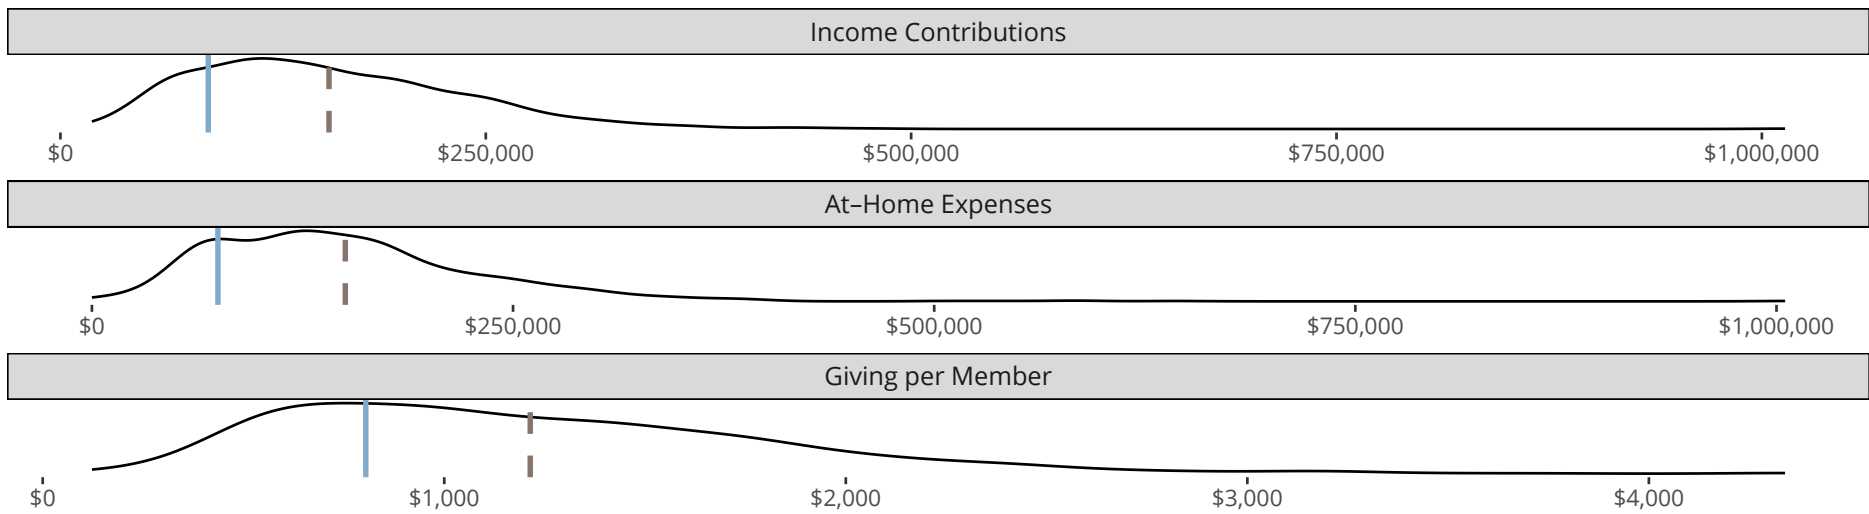 Income Contributions
$0 $250,000 $500,000 $750,000 $1,000,000
At–Home Expenses
$0 $250,000 $500,000 $750,000 $1,000,000
Giving per Member
$0 $1,000 $2,000 $3,000 $4,000